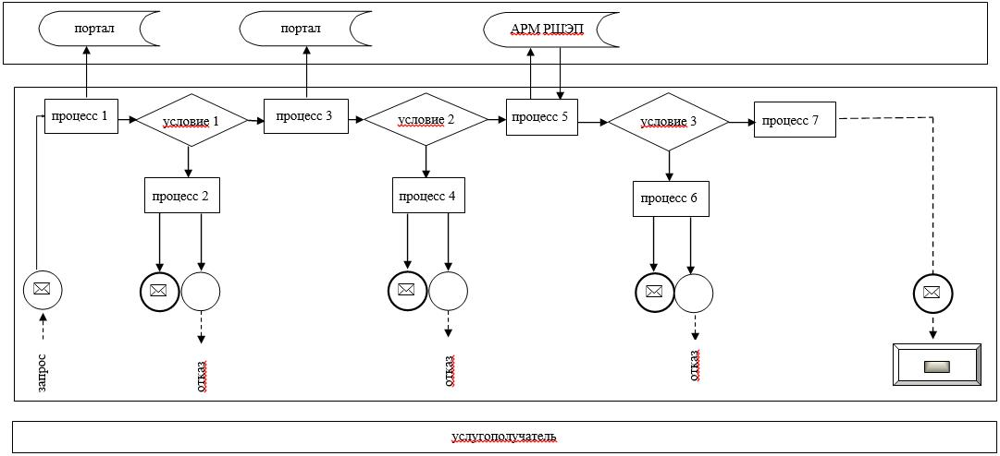 портал
портал
АРМ РШЭП
процесс 1
условие 1
процесс 3
условие 2
процесс 5
условие 3
процесс 7
процесс 2
процесс 4
процесс 6
запрос
отказ
отказ
отказ
услугополучатель